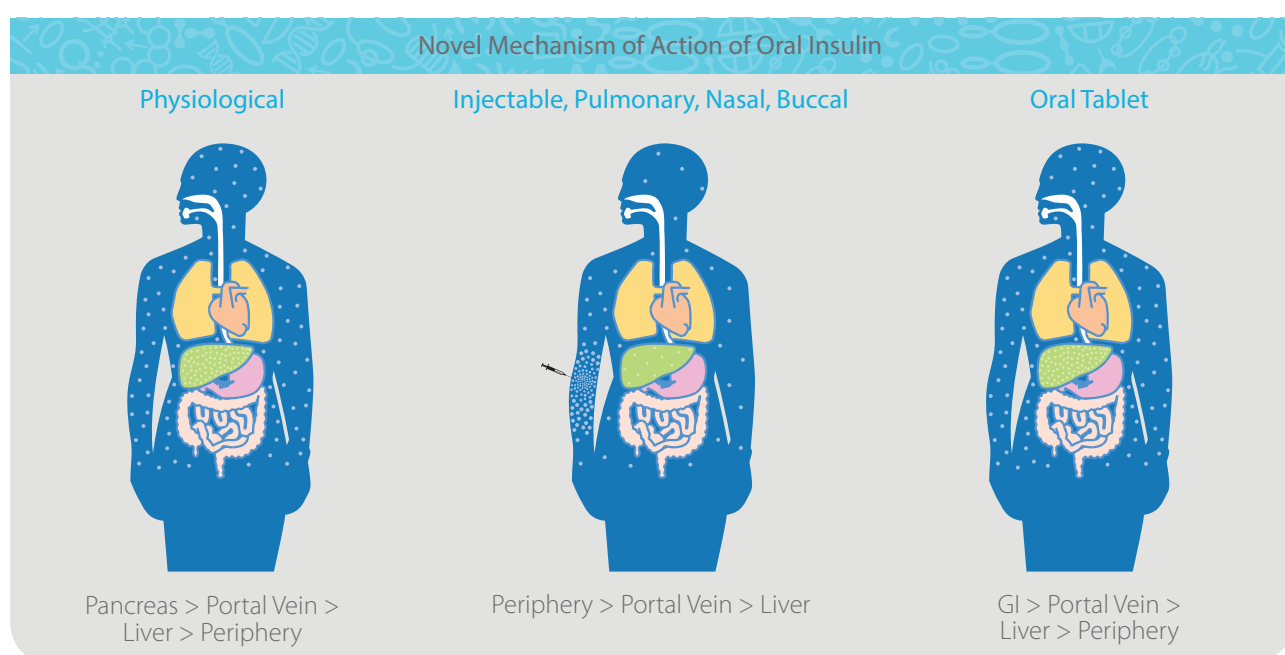 Novel Mechanism of Action of Oral Insulin
Physiological
Injectable, Pulmonary, Nasal, Buccal
Oral Tablet
Pancreas > Portal Vein >
Liver > Periphery
Periphery > Portal Vein > Liver
GI > Portal Vein >
Liver > Periphery